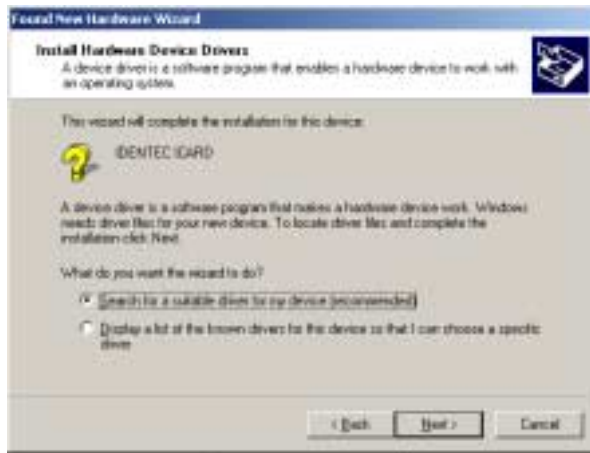 Found New Hardware Wizard
Install Hardware Device Drivers
A device driver is a software program that enables a hardware device to work with
an operating system.
This wizard will complete the installation for this device:
IDENTEC ICARD
A device driver is a software program that makes a hardware device work. Windows
needs driver files for your new device. To locate driver files and complete the
installation click Next.
What do you want the wizard to do?
Search for a suitable driver for my device (recommended)
Display a list of the known drivers for this device so that I can choose a specific
driver
< Back Next > Cancel